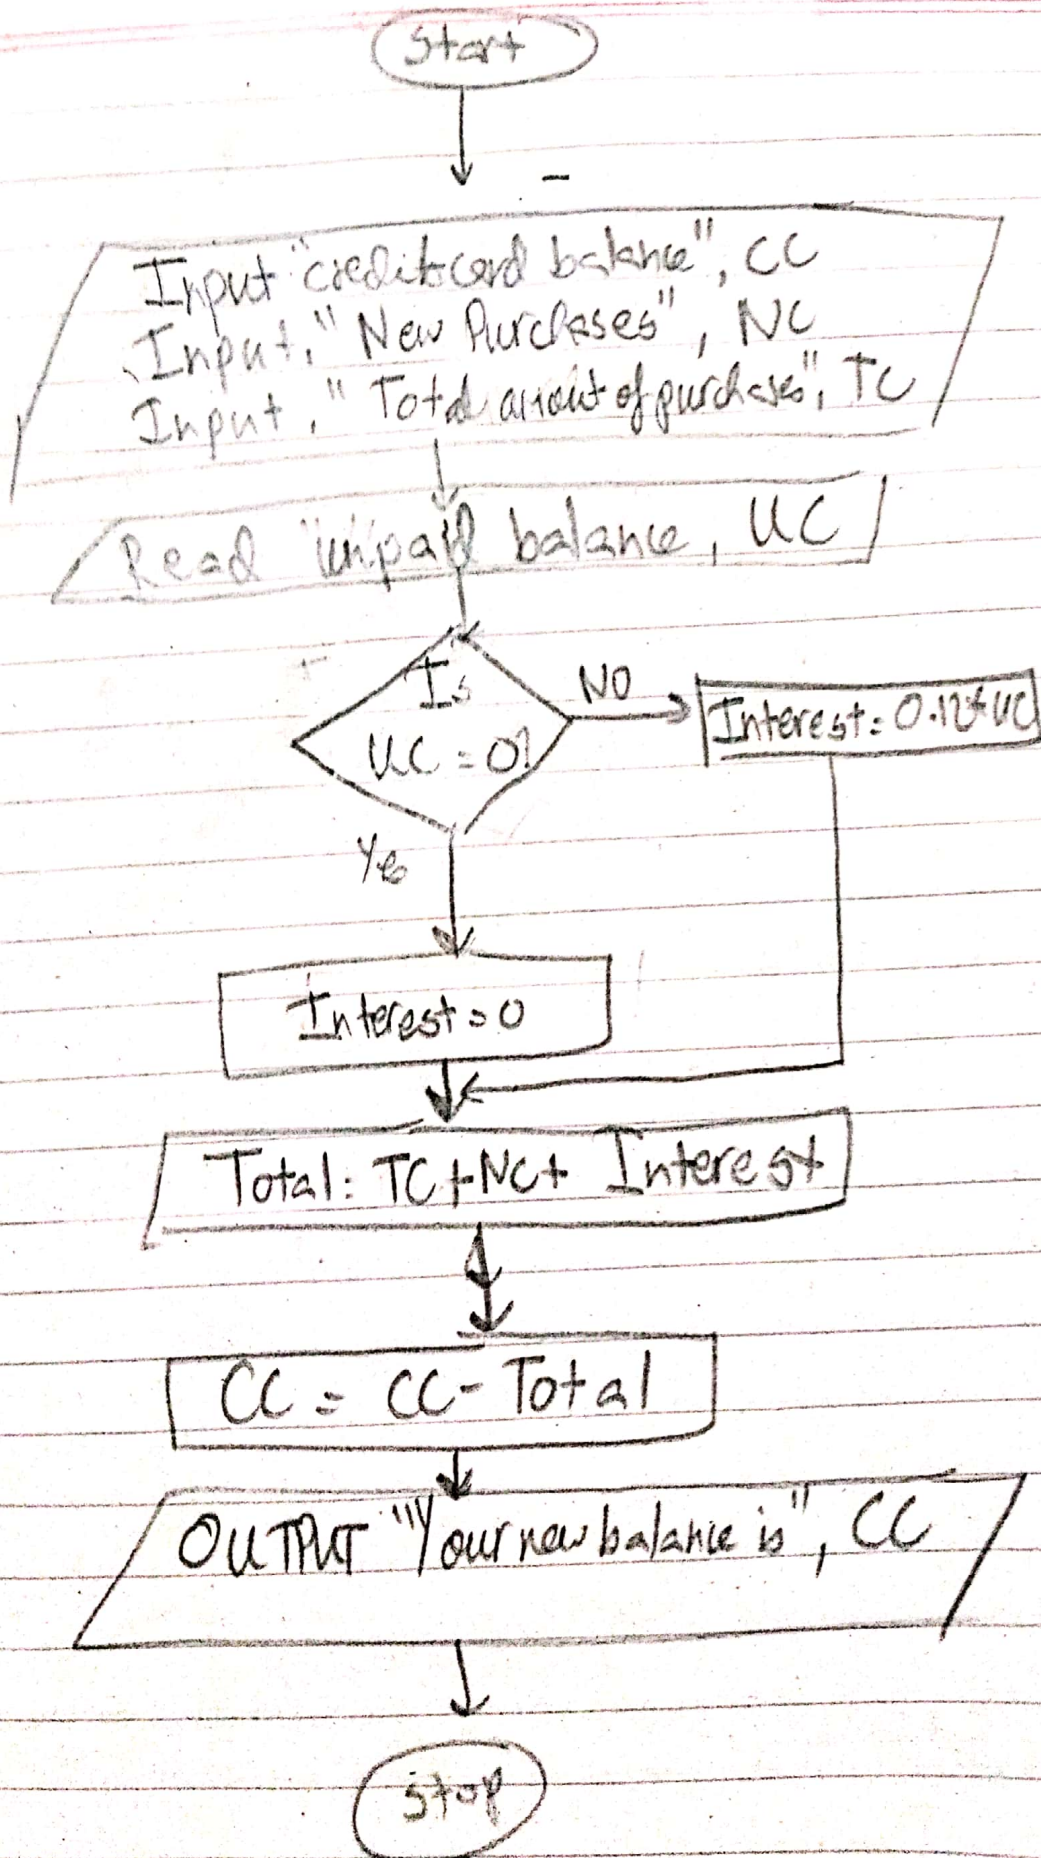 Start
Input "credit card balance", CC
Input, "New Purchases", NC
Input, "Total amount of purchases", TC
Read "unpaid balance, UC
Is
UC = 0?
NO
Interest = 0.12*UC
Yes
Interest = 0
Total: TC+NC+ Interest
CC = CC - Total
OUTPUT "Your new balance is", CC
Stop